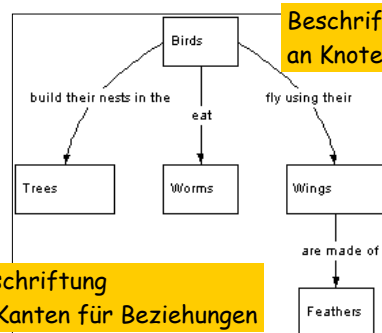 Beschrif
an Knote
Birds
build their nests in the
fly using their
eat
Trees
Worms
Wings
are made of
schriftung
Kanten für Beziehungen
Feathers